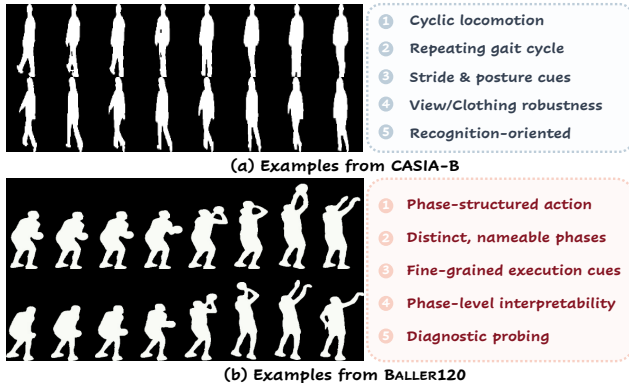 1 Cyclic locomotion
2 Repeating gait cycle
3 Stride & posture cues
4 View/Clothing robustness
5 Recognition-oriented
(a) Examples from CASIA-B
1 Phase-structured action
2 Distinct, nameable phases
3 Fine-grained execution cues
4 Phase-level interpretability
5 Diagnostic probing
(b) Examples from BALLER120